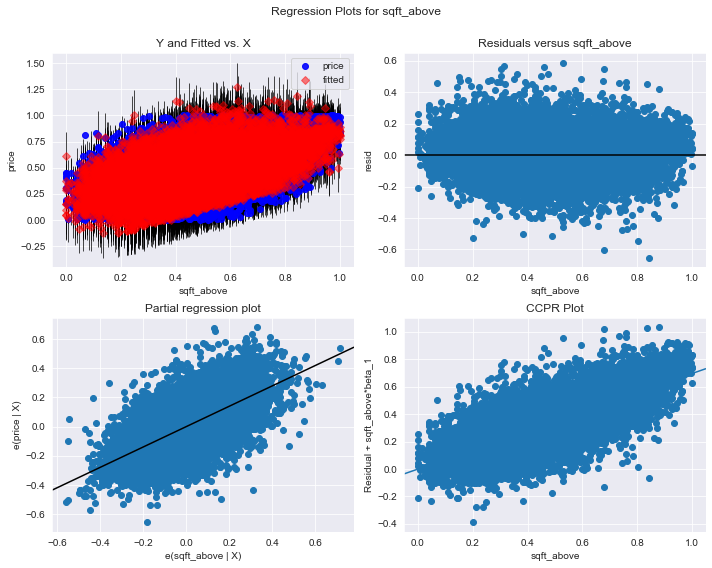 Regression Plots for sqft_above
Y and Fitted vs. X
price
fitted
1.50
1.25
1.00
0.75
0.50
0.25
0.00
−0.25
price
0.0 0.2 0.4 0.6 0.8 1.0
sqft_above
Residuals versus sqft_above
0.6
0.4
0.2
0.0
−0.2
−0.4
−0.6
resid
0.0 0.2 0.4 0.6 0.8 1.0
sqft_above
Partial regression plot
0.6
0.4
0.2
0.0
−0.2
−0.4
−0.6
e(price | X)
−0.6 −0.4 −0.2 0.0 0.2 0.4 0.6
e(sqft_above | X)
CCPR Plot
1.0
0.8
0.6
0.4
0.2
0.0
−0.2
−0.4
Residual + sqft_above*beta_1
0.0 0.2 0.4 0.6 0.8 1.0
sqft_above